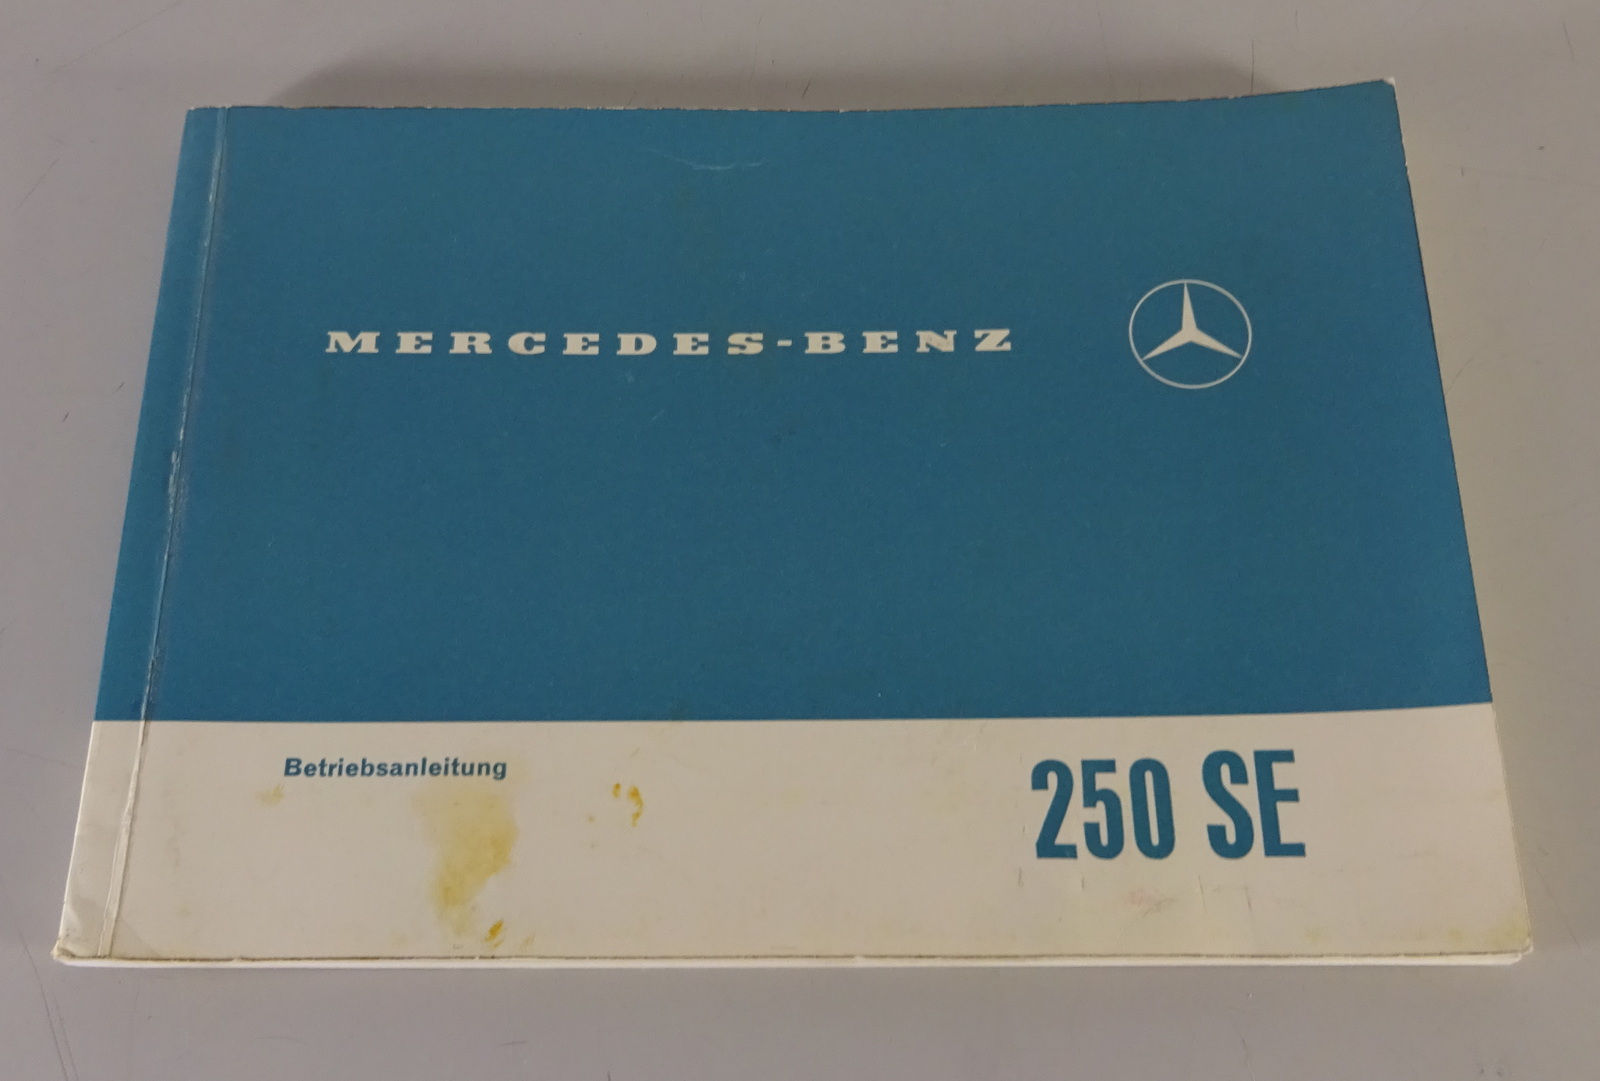 MERCEDES-BENZ
Betriebsanleitung
250 SE